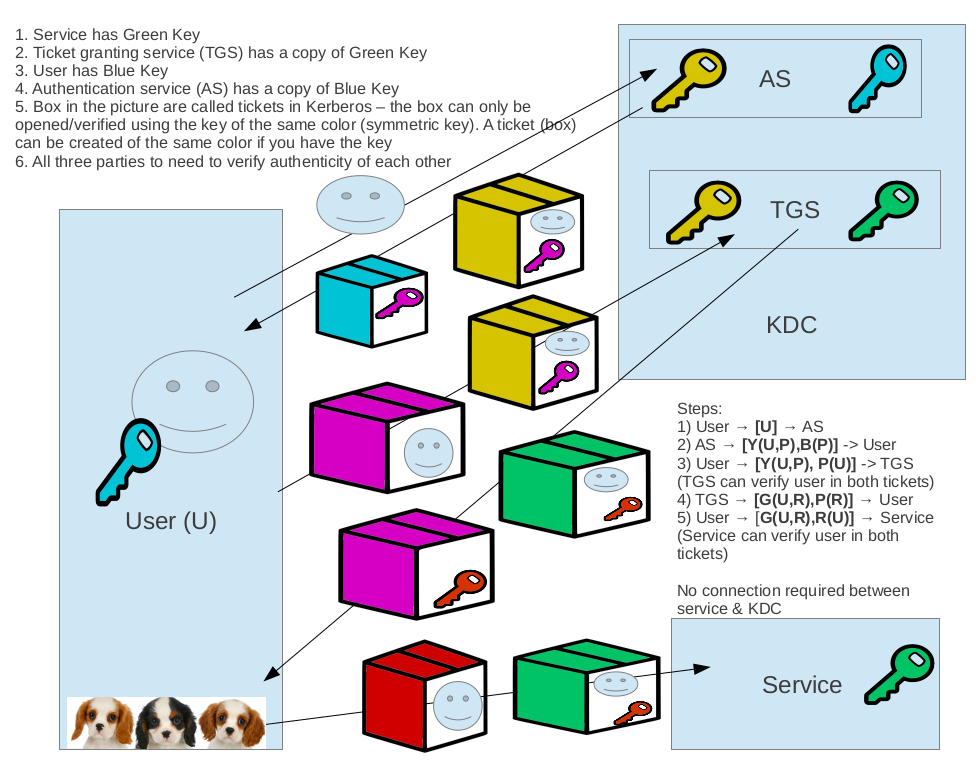 1. Service has Green Key
2. Ticket granting service (TGS) has a copy of Green Key
3. User has Blue Key
4. Authentication service (AS) has a copy of Blue Key
5. Box in the picture are called tickets in Kerberos – the box can only be
opened/verified using the key of the same color (symmetric key). A ticket (box)
can be created of the same color if you have the key
6. All three parties to need to verify authenticity of each other
AS
TGS
KDC
User (U)
Steps:
1) User → [U] → AS
2) AS → [Y(U,P),B(P)] -> User
3) User → [Y(U,P), P(U)] -> TGS
(TGS can verify user in both tickets)
4) TGS → [G(U,R),P(R)] → User
5) User → [G(U,R),R(U)] → Service
(Service can verify user in both
tickets)
No connection required between
service & KDC
Service